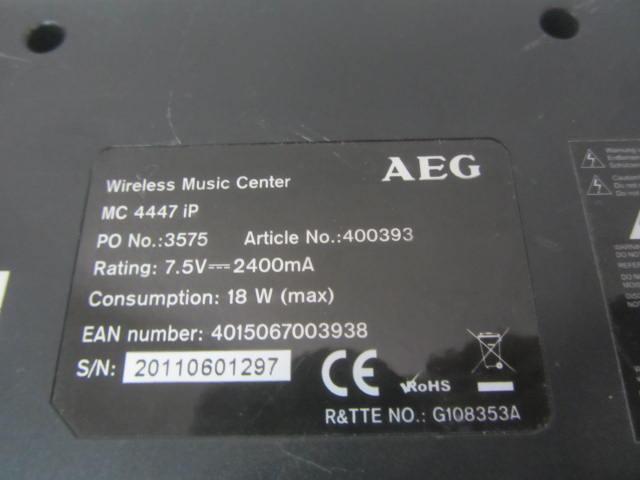 AEG
Wireless Music Center
MC 4447 iP
PO No.:3575 Article No.:400393
Rating: 7.5V⎓2400mA
Consumption: 18 W (max)
EAN number: 4015067003938
S/N: 20110601297
CE RoHS
R&TTE NO.: G108353A